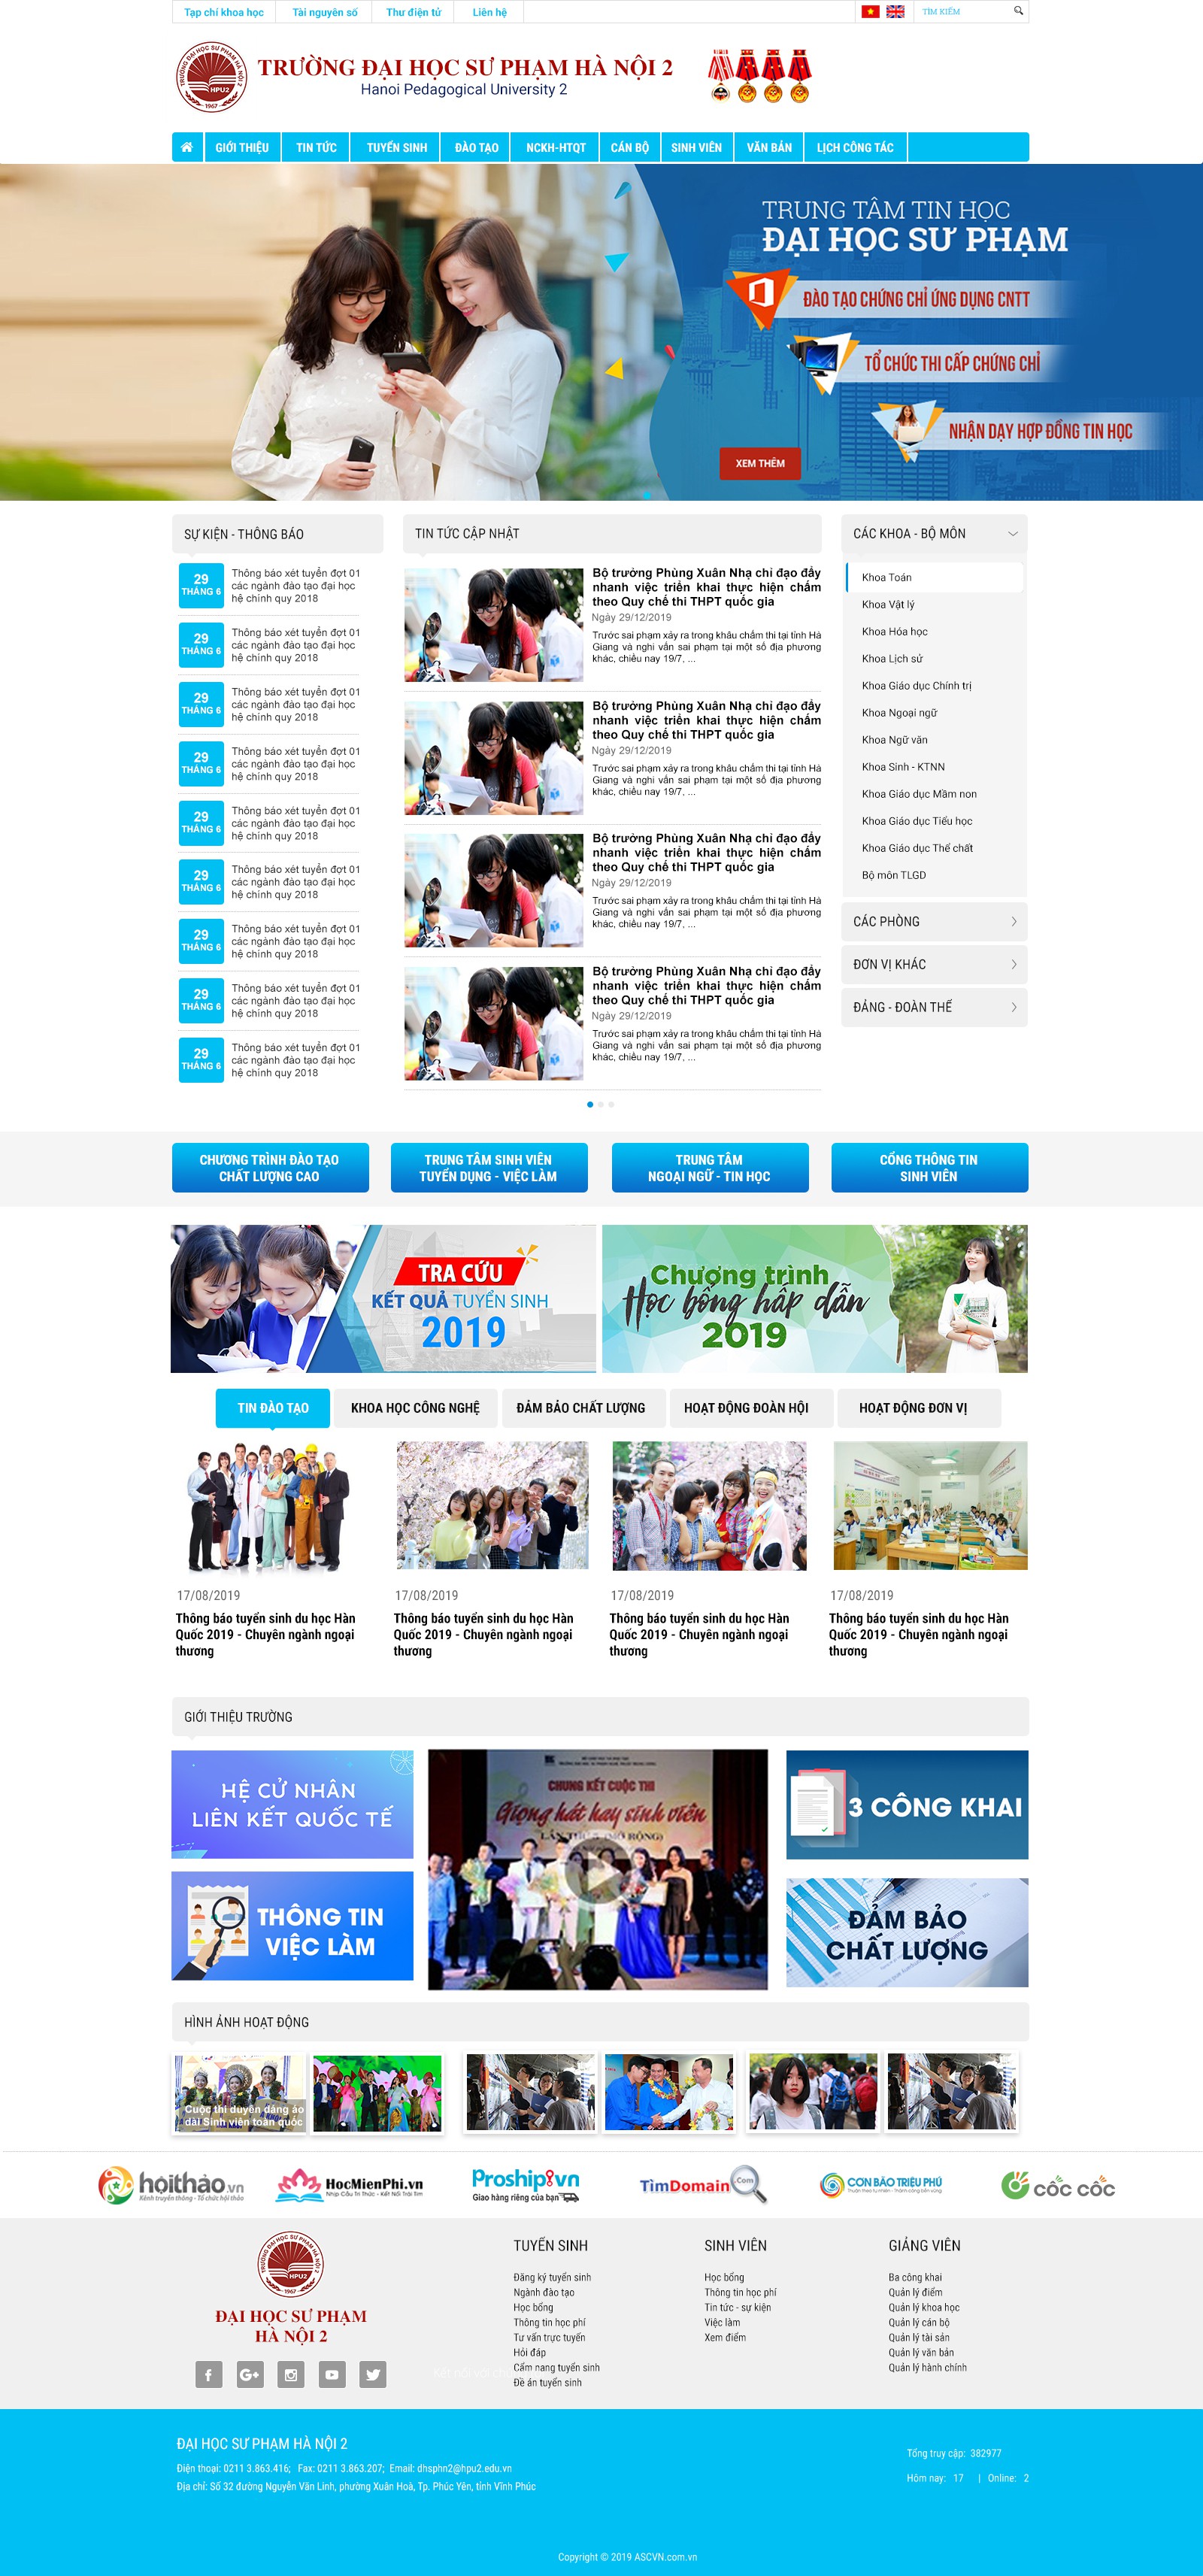 Tạp chí khoa học
Tài nguyên số
Thư điện tử
Liên hệ
TÌM KIẾM
TRƯỜNG ĐẠI HỌC SƯ PHẠM HÀ NỘI 2
HPU2
1967
Hanoi Pedagogical University 2
GIỚI THIỆU
TIN TỨC
TUYỂN SINH
ĐÀO TẠO
NCKH-HTQT
CÁN BỘ
SINH VIÊN
VĂN BẢN
LỊCH CÔNG TÁC
TRUNG TÂM TIN HỌC
ĐẠI HỌC SƯ PHẠM
ĐÀO TẠO CHỨNG CHỈ ỨNG DỤNG CNTT
TỔ CHỨC THI CẤP CHỨNG CHỈ
NHẬN DẠY HỢP ĐỒNG TIN HỌC
XEM THÊM
SỰ KIỆN - THÔNG BÁO
29
THÁNG 6
Thông báo xét tuyển đợt 01
các ngành đào tạo đại học
hệ chính quy 2018
29
THÁNG 6
Thông báo xét tuyển đợt 01
các ngành đào tạo đại học
hệ chính quy 2018
29
THÁNG 6
Thông báo xét tuyển đợt 01
các ngành đào tạo đại học
hệ chính quy 2018
29
THÁNG 6
Thông báo xét tuyển đợt 01
các ngành đào tạo đại học
hệ chính quy 2018
29
THÁNG 6
Thông báo xét tuyển đợt 01
các ngành đào tạo đại học
hệ chính quy 2018
29
THÁNG 6
Thông báo xét tuyển đợt 01
các ngành đào tạo đại học
hệ chính quy 2018
29
THÁNG 6
Thông báo xét tuyển đợt 01
các ngành đào tạo đại học
hệ chính quy 2018
29
THÁNG 6
Thông báo xét tuyển đợt 01
các ngành đào tạo đại học
hệ chính quy 2018
29
THÁNG 6
Thông báo xét tuyển đợt 01
các ngành đào tạo đại học
hệ chính quy 2018
TIN TỨC CẬP NHẬT
Bộ trưởng Phùng Xuân Nhạ chỉ đạo đẩy
nhanh việc triển khai thực hiện chấm
theo Quy chế thi THPT quốc gia
Ngày 29/12/2019
Trước sai phạm xảy ra trong khâu chấm thi tại tỉnh Hà
Giang và nghi vấn sai phạm tại một số địa phương
khác, chiều nay 19/7, ...
Bộ trưởng Phùng Xuân Nhạ chỉ đạo đẩy
nhanh việc triển khai thực hiện chấm
theo Quy chế thi THPT quốc gia
Ngày 29/12/2019
Trước sai phạm xảy ra trong khâu chấm thi tại tỉnh Hà
Giang và nghi vấn sai phạm tại một số địa phương
khác, chiều nay 19/7, ...
Bộ trưởng Phùng Xuân Nhạ chỉ đạo đẩy
nhanh việc triển khai thực hiện chấm
theo Quy chế thi THPT quốc gia
Ngày 29/12/2019
Trước sai phạm xảy ra trong khâu chấm thi tại tỉnh Hà
Giang và nghi vấn sai phạm tại một số địa phương
khác, chiều nay 19/7, ...
Bộ trưởng Phùng Xuân Nhạ chỉ đạo đẩy
nhanh việc triển khai thực hiện chấm
theo Quy chế thi THPT quốc gia
Ngày 29/12/2019
Trước sai phạm xảy ra trong khâu chấm thi tại tỉnh Hà
Giang và nghi vấn sai phạm tại một số địa phương
khác, chiều nay 19/7, ...
CÁC KHOA - BỘ MÔN
Khoa Toán
Khoa Vật lý
Khoa Hóa học
Khoa Lịch sử
Khoa Giáo dục Chính trị
Khoa Ngoại ngữ
Khoa Ngữ văn
Khoa Sinh - KTNN
Khoa Giáo dục Mầm non
Khoa Giáo dục Tiểu học
Khoa Giáo dục Thể chất
Bộ môn TLGD
CÁC PHÒNG
ĐƠN VỊ KHÁC
ĐẢNG - ĐOÀN THỂ
CHƯƠNG TRÌNH ĐÀO TẠO
CHẤT LƯỢNG CAO
TRUNG TÂM SINH VIÊN
TUYỂN DỤNG - VIỆC LÀM
TRUNG TÂM
NGOẠI NGỮ - TIN HỌC
CỔNG THÔNG TIN
SINH VIÊN
TRA CỨU
KẾT QUẢ TUYỂN SINH
2019
Chương trình
Học bổng hấp dẫn
2019
TIN ĐÀO TẠO
KHOA HỌC CÔNG NGHỆ
ĐẢM BẢO CHẤT LƯỢNG
HOẠT ĐỘNG ĐOÀN HỘI
HOẠT ĐỘNG ĐƠN VỊ
17/08/2019
Thông báo tuyển sinh du học Hàn
Quốc 2019 - Chuyên ngành ngoại
thương
17/08/2019
Thông báo tuyển sinh du học Hàn
Quốc 2019 - Chuyên ngành ngoại
thương
17/08/2019
Thông báo tuyển sinh du học Hàn
Quốc 2019 - Chuyên ngành ngoại
thương
17/08/2019
Thông báo tuyển sinh du học Hàn
Quốc 2019 - Chuyên ngành ngoại
thương
GIỚI THIỆU TRƯỜNG
HỆ CỬ NHÂN
LIÊN KẾT QUỐC TẾ
THÔNG TIN
VIỆC LÀM
CHUNG KẾT CUỘC THI
Giọng hát hay sinh viên
3 CÔNG KHAI
ĐẢM BẢO
CHẤT LƯỢNG
HÌNH ẢNH HOẠT ĐỘNG
Cuộc thi duyên dáng áo
dài Sinh viên toàn quốc
hộithảo.vn
Kênh truyền thông - Tổ chức hội thảo
HocMienPhi.vn
Nhịp Cầu Tri Thức - Kết Nối Trái Tim
Proship.vn
Giao hàng riêng của bạn
TimDomain.com
CON BÁO TRIỆU PHÚ
CỐC CỐC
HPU2
1967
ĐẠI HỌC SƯ PHẠM
HÀ NỘI 2
TUYỂN SINH
Đăng ký tuyển sinh
Ngành đào tạo
Học bổng
Thông tin học phí
Tư vấn trực tuyến
Hỏi đáp
Cẩm nang tuyển sinh
Đề án tuyển sinh
SINH VIÊN
Học bổng
Thông tin học phí
Tin tức - sự kiện
Việc làm
Xem điểm
GIẢNG VIÊN
Ba công khai
Quản lý điểm
Quản lý khoa học
Quản lý cán bộ
Quản lý tài sản
Quản lý văn bản
Quản lý hành chính
ĐẠI HỌC SƯ PHẠM HÀ NỘI 2
Điện thoại: 0211 3.863.416; Fax: 0211 3.863.207; Email: dhsphn2@hpu2.edu.vn
Địa chỉ: Số 32 đường Nguyễn Văn Linh, phường Xuân Hoà, Tp. Phúc Yên, tỉnh Vĩnh Phúc
Tổng truy cập: 382977
Hôm nay: 17 | Online: 2
Copyright © 2019 ASCVN.com.vn